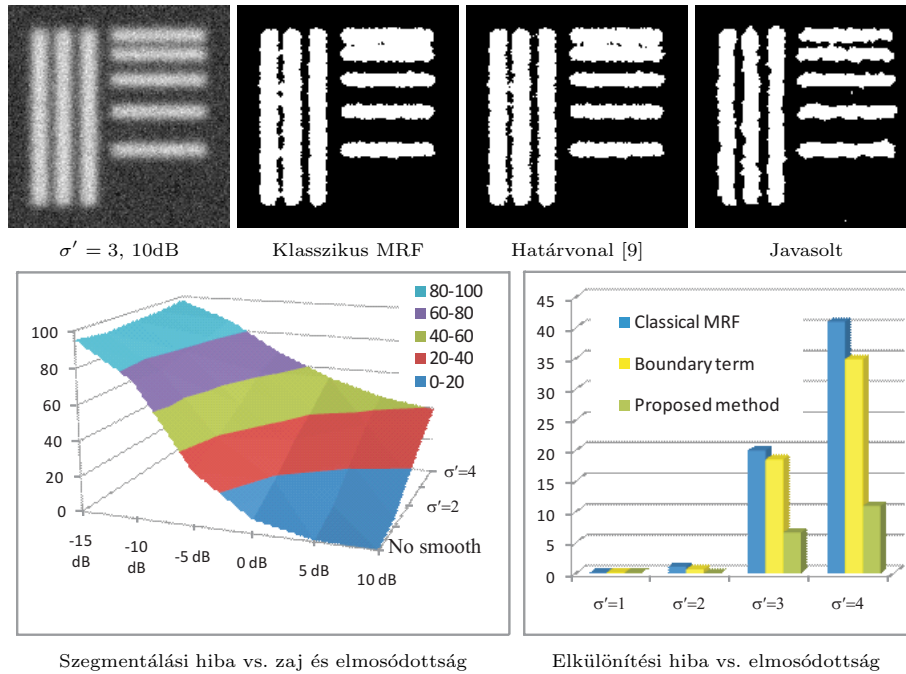 σ′ = 3, 10dB
Klasszikus MRF
Határvonal [9]
Javasolt
80-100
60-80
40-60
20-40
0-20
100
80
60
40
20
0
-15 dB
-10 dB
-5 dB
0 dB
5 dB
10 dB
σ′=4
σ′=2
No smooth
Szegmentálási hiba vs. zaj és elmosódottság
45
40
35
30
25
20
15
10
5
0
Classical MRF
Boundary term
Proposed method
σ′=1
σ′=2
σ′=3
σ′=4
Elkülönítési hiba vs. elmosódottság